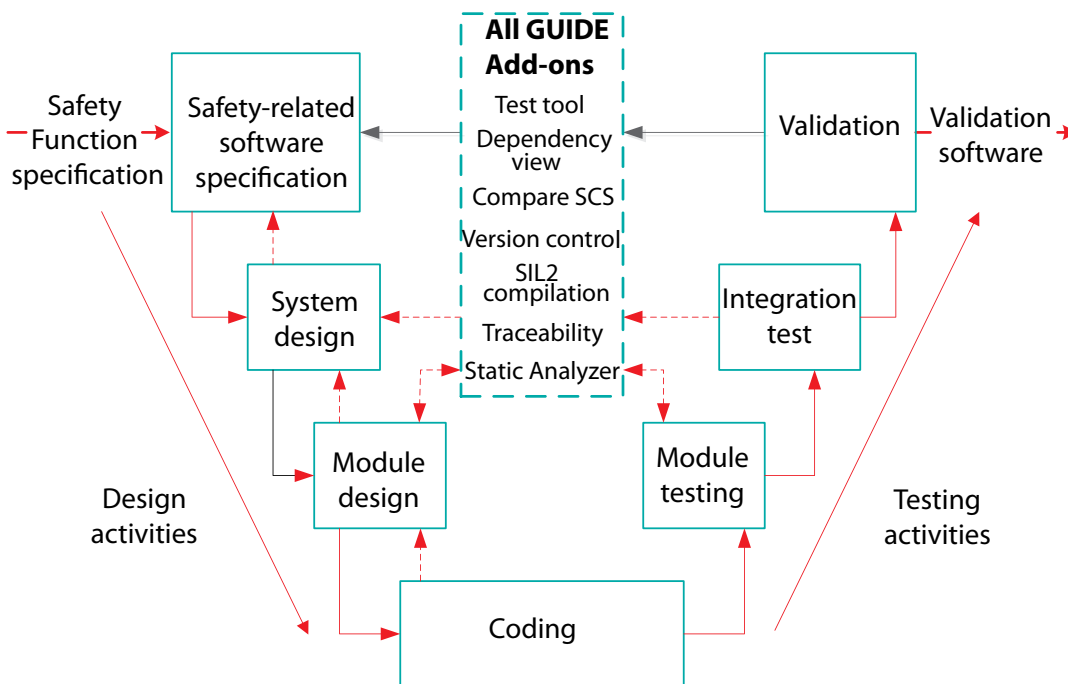 All GUIDE
Add-ons
Test tool
Dependency
view
Compare SCS
Version control
SIL2
compilation
Traceability
Static Analyzer
Safety
Function
specification
Safety-related
software
specification
Validation
Validation
software
System
design
Integration
test
Module
design
Module
testing
Design
activities
Testing
activities
Coding